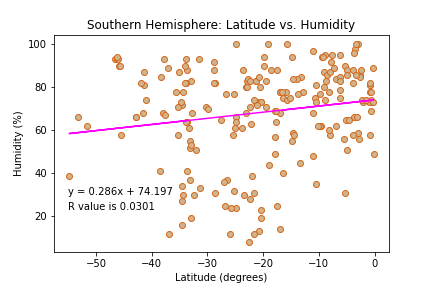 Southern Hemisphere: Latitude vs. Humidity
100
80
60
40
20
Humidity (%)
y = 0.286x + 74.197
R value is 0.0301
−50 −40 −30 −20 −10 0
Latitude (degrees)